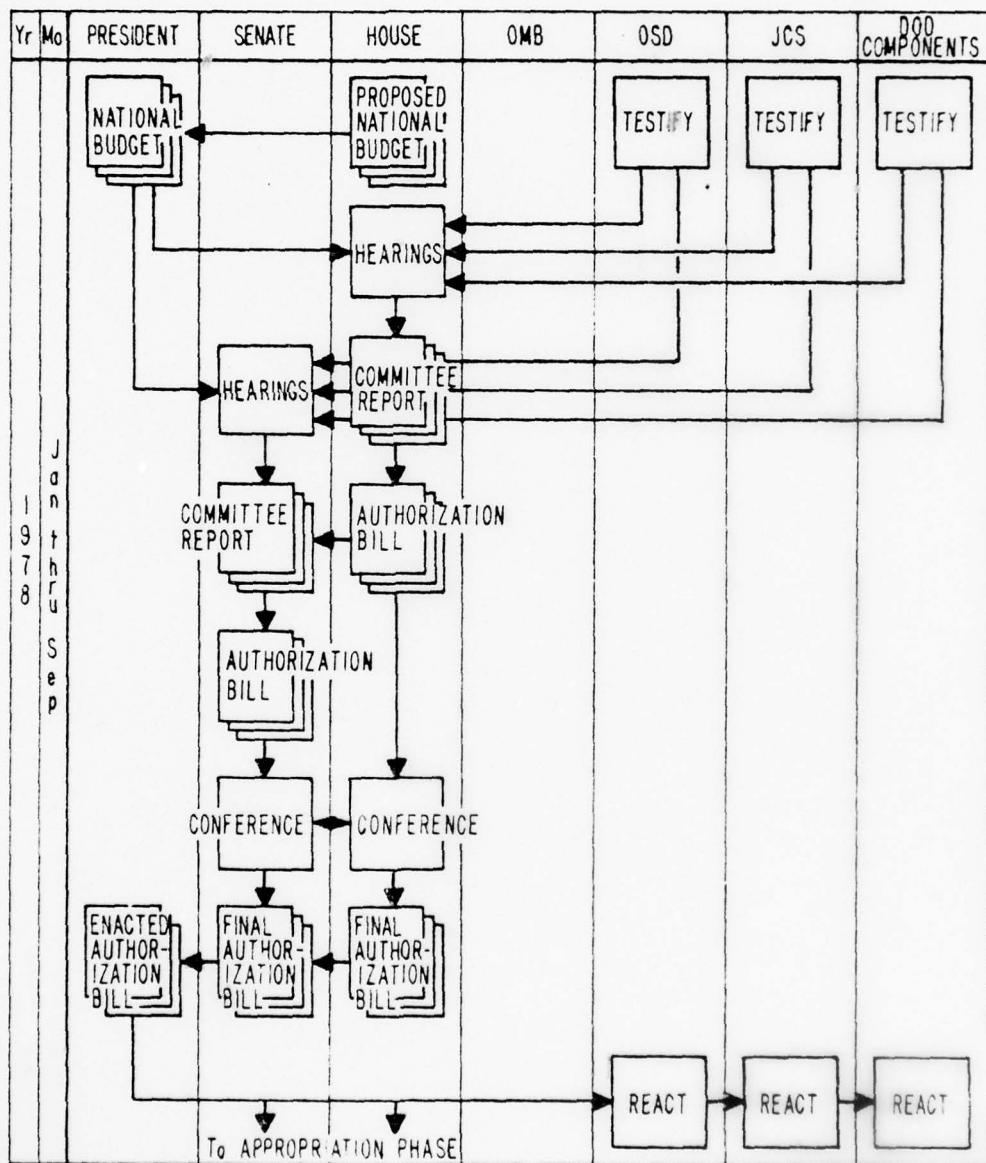 Yr Mo PRESIDENT SENATE HOUSE OMB OSD JCS DOD
COMPONENTS
NATIONAL
BUDGET
PROPOSED
NATIONAL
BUDGET
TESTIFY
TESTIFY
TESTIFY
HEARINGS
HEARINGS
COMMITTEE
REPORT
COMMITTEE
REPORT
AUTHORIZATION
BILL
1978
Jan thru Sep
AUTHORIZATION
BILL
CONFERENCE
CONFERENCE
ENACTED
AUTHOR-
IZATION
BILL
FINAL
AUTHOR-
IZATION
BILL
FINAL
AUTHOR-
IZATION
BILL
REACT
REACT
REACT
To APPROPRIATION PHASE